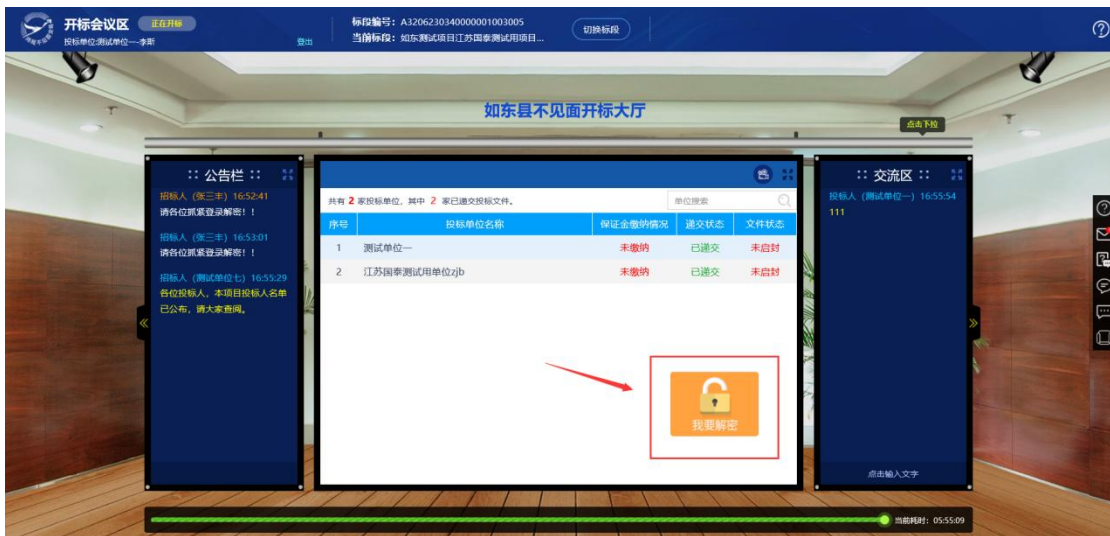 开标会议区 正在开标
投标单位:测试单位一-李斯 登出
标段编号：A3206230340000001003005
当前标段：如东测试项目江苏国泰测试用项目...
切换标段
如东县不见面开标大厅
点击下拉
:: 公告栏 ::
招标人（张三丰）16:52:41
请各位抓紧登录解密！！
招标人（张三丰）16:53:01
请各位抓紧登录解密！！
招标人（测试单位七）16:55:29
各位投标人，本项目投标人名单
已公布，请大家查阅。
共有 2 家投标单位，其中 2 家已递交投标文件。
单位搜索
序号 投标单位名称 保证金缴纳情况 递交状态 文件状态
1 测试单位一 未缴纳 已递交 未启封
2 江苏国泰测试用单位zjb 未缴纳 已递交 未启封
我要解密
:: 交流区 ::
投标人（测试单位一）16:55:54
111
点击输入文字
当前耗时：05:55:09